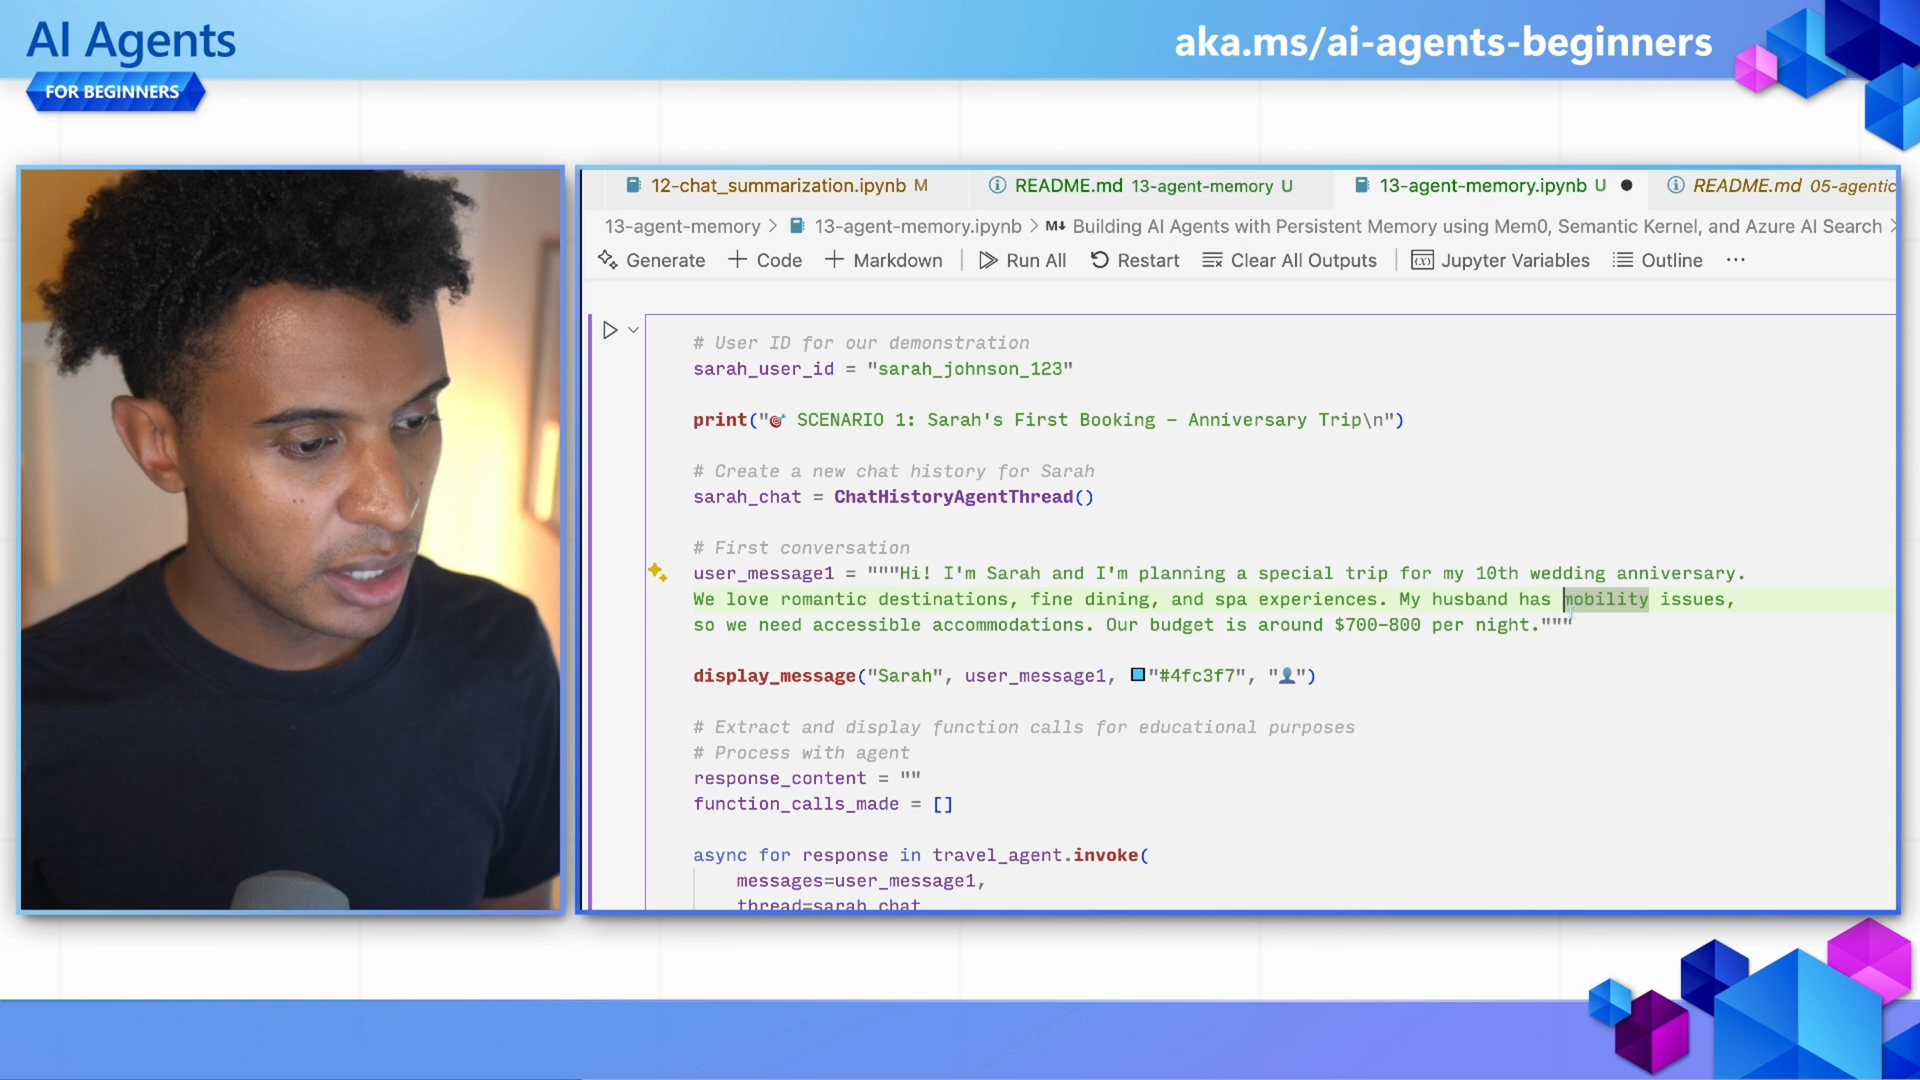 AI Agents
FOR BEGINNERS
aka.ms/ai-agents-beginners
12-chat_summarization.ipynb M
README.md 13-agent-memory U
13-agent-memory.ipynb U
README.md 05-agentic
13-agent-memory > 13-agent-memory.ipynb > M↓ Building AI Agents with Persistent Memory using Mem0, Semantic Kernel, and Azure AI Search >
Generate + Code + Markdown | Run All Restart Clear All Outputs | Jupyter Variables Outline ...
# User ID for our demonstration
sarah_user_id = "sarah_johnson_123"
print("🎯 SCENARIO 1: Sarah's First Booking – Anniversary Trip\n")
# Create a new chat history for Sarah
sarah_chat = ChatHistoryAgentThread()
# First conversation
user_message1 = """Hi! I'm Sarah and I'm planning a special trip for my 10th wedding anniversary.
We love romantic destinations, fine dining, and spa experiences. My husband has mobility issues,
so we need accessible accommodations. Our budget is around $700-800 per night."""
display_message("Sarah", user_message1, "#4fc3f7", "👤")
# Extract and display function calls for educational purposes
# Process with agent
response_content = ""
function_calls_made = []
async for response in travel_agent.invoke(
messages=user_message1,
thread=sarah_chat